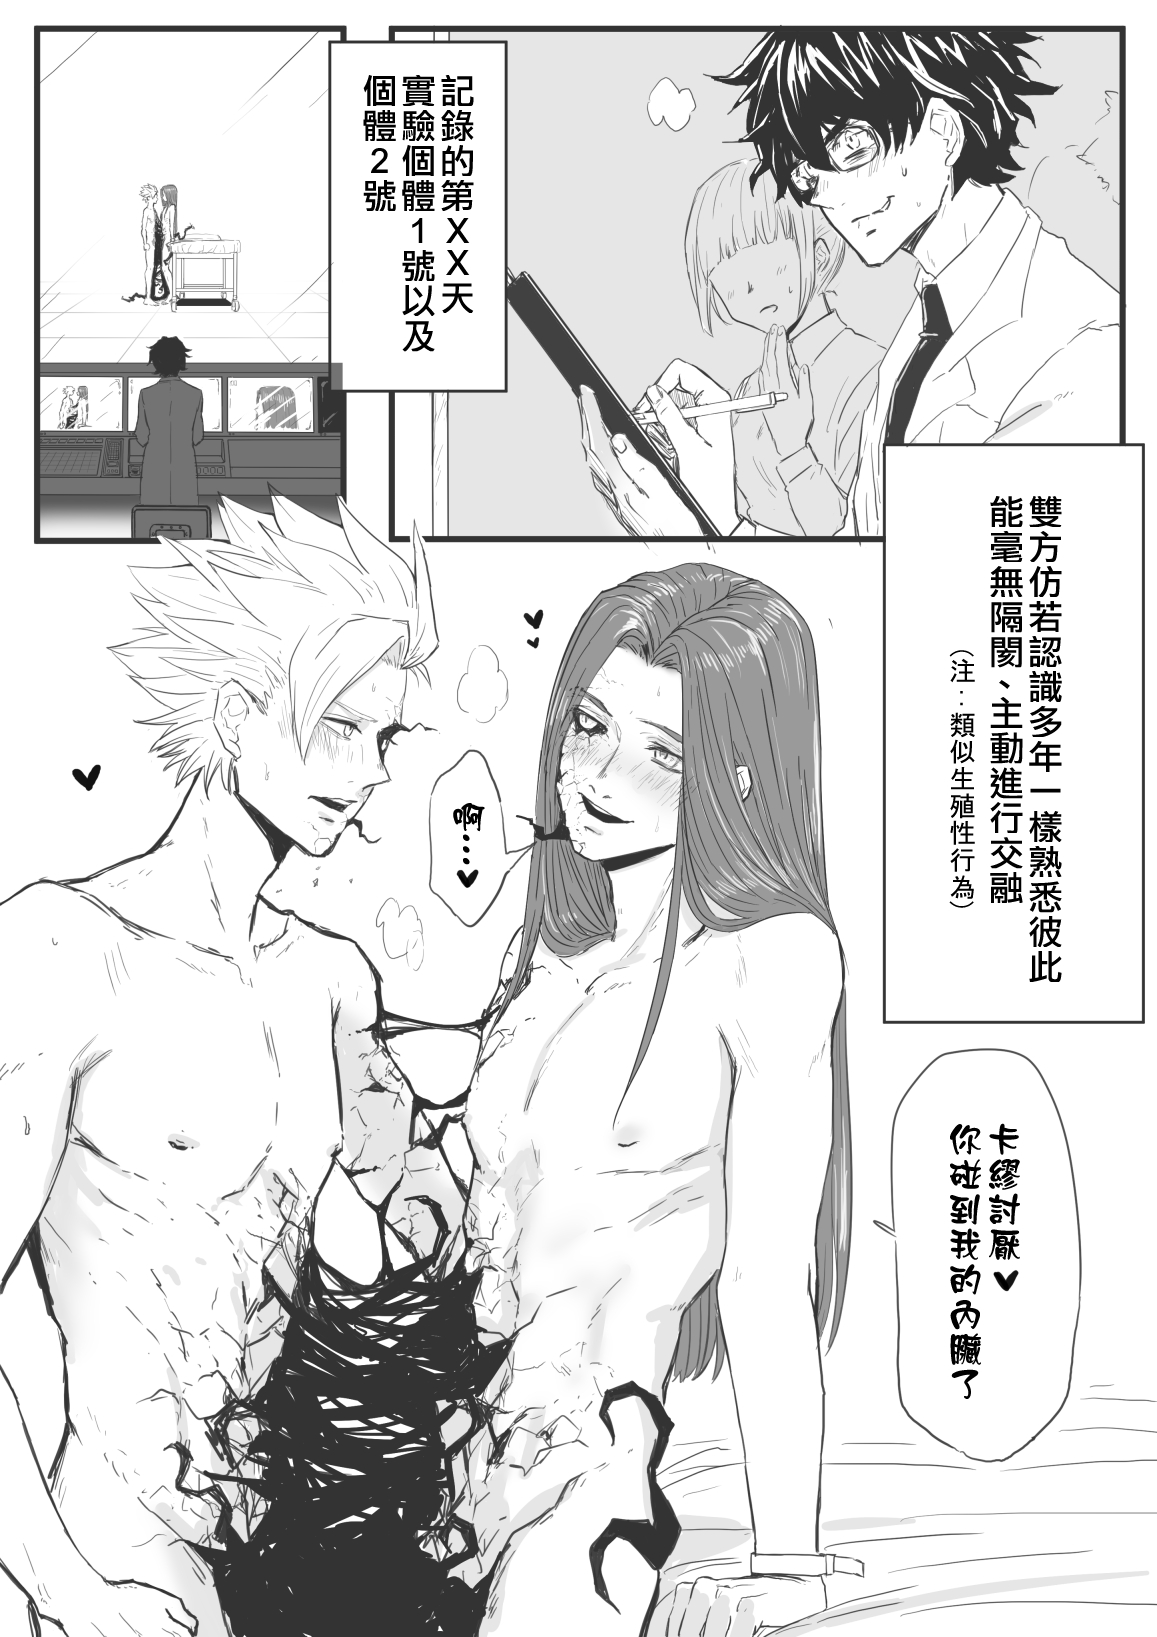 記錄的第XX天
實驗個體1號以及
個體2號
雙方仿若認識多年一樣熟悉彼此
能毫無隔閡、主動進行交融
（注：類似生殖性行為）
啊…♥
卡繆討厭♥
你碰到我的內臟了